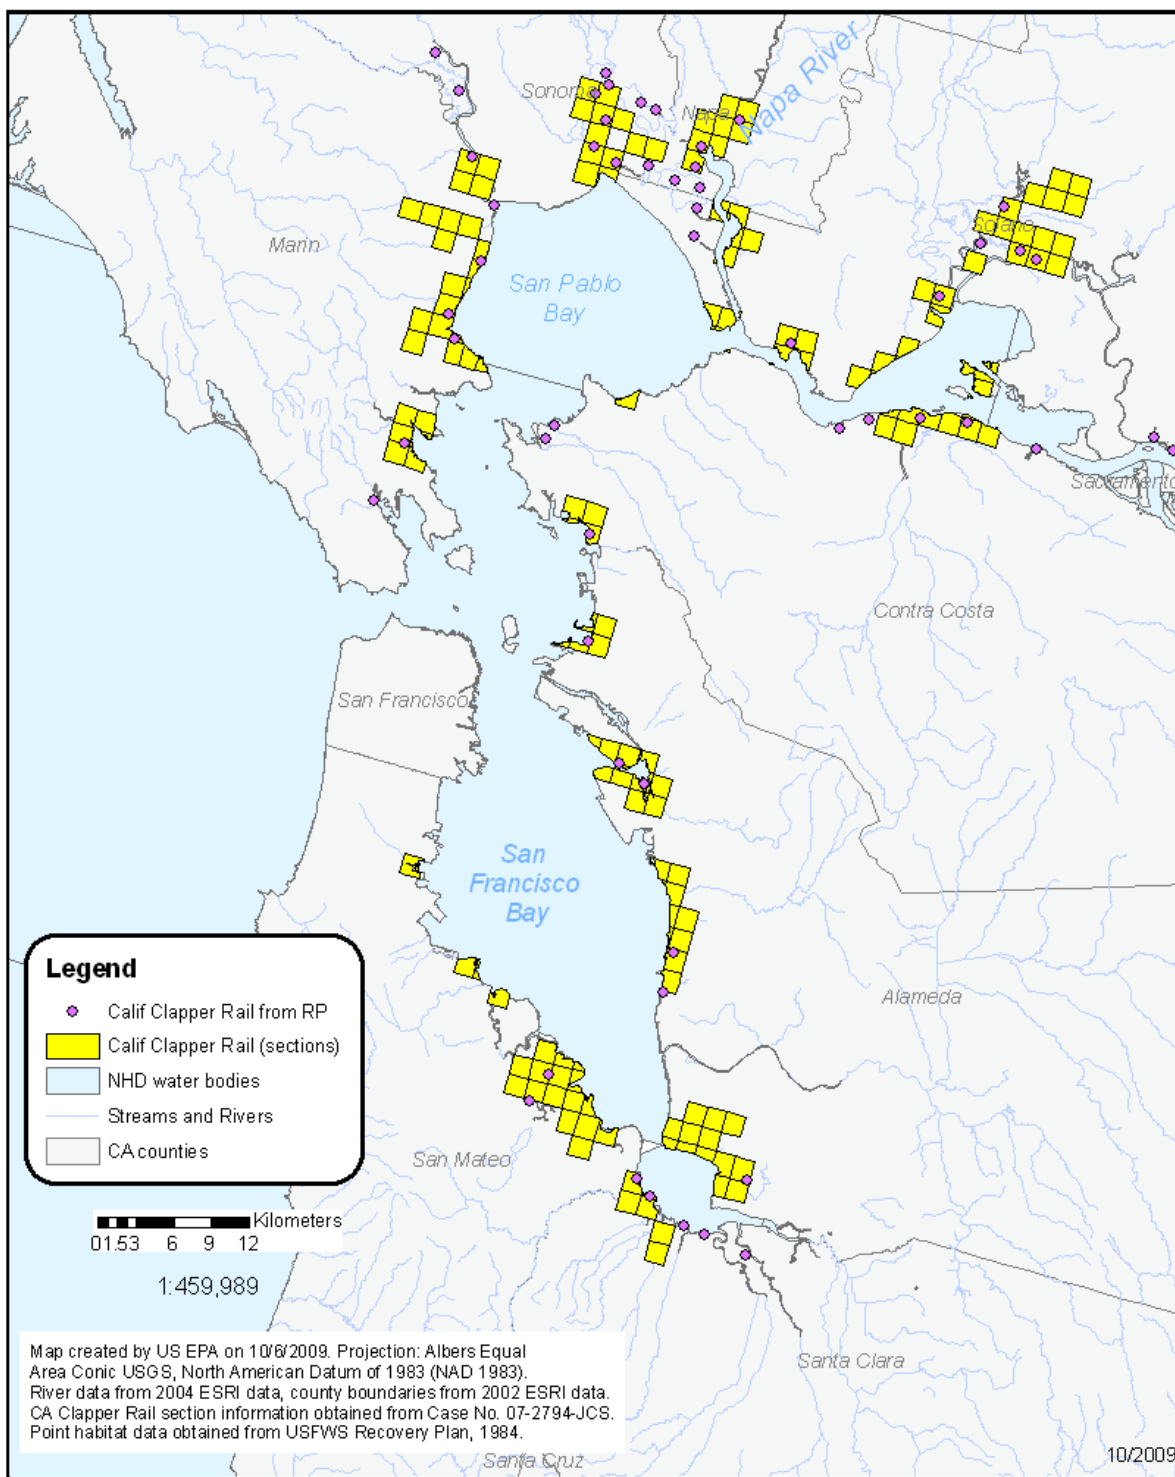 Napa River
Sonoma
Napa
Solano
Marin
San Pablo
Bay
Sacramento
Contra Costa
San Francisco
San
Francisco
Bay
Alameda
Legend
Calif Clapper Rail from RP
Calif Clapper Rail (sections)
NHD water bodies
Streams and Rivers
CA counties
San Mateo
Kilometers
01.53 6 9 12
1:459,989
Map created by US EPA on 10/6/2009. Projection: Albers Equal
Area Conic USGS, North American Datum of 1983 (NAD 1983).
River data from 2004 ESRI data, county boundaries from 2002 ESRI data.
CA Clapper Rail section information obtained from Case No. 07-2794-JCS.
Point habitat data obtained from USFWS Recovery Plan, 1984.
Santa Clara
Santa Cruz
10/2009